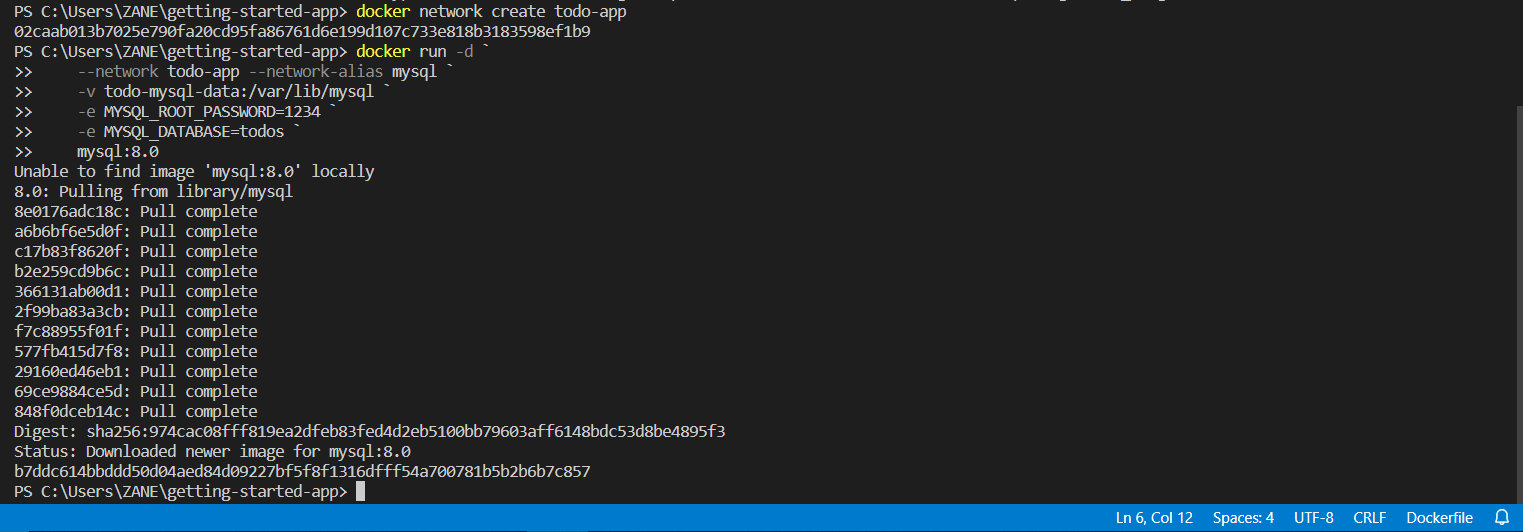 PS C:\Users\ZANE\getting-started-app> docker network create todo-app
02caab013b7025e790fa20cd95fa86761d6e199d107c733e818b3183598ef1b9
PS C:\Users\ZANE\getting-started-app> docker run -d `
>>     --network todo-app --network-alias mysql `
>>     -v todo-mysql-data:/var/lib/mysql `
>>     -e MYSQL_ROOT_PASSWORD=1234 `
>>     -e MYSQL_DATABASE=todos `
>>     mysql:8.0
Unable to find image 'mysql:8.0' locally
8.0: Pulling from library/mysql
8e0176adc18c: Pull complete
a6b6bf6e5d0f: Pull complete
c17b83f8620f: Pull complete
b2e259cd9b6c: Pull complete
366131ab00d1: Pull complete
2f99ba83a3cb: Pull complete
f7c88955f01f: Pull complete
577fb415d7f8: Pull complete
29160ed46eb1: Pull complete
69ce9884ce5d: Pull complete
848f0dceb14c: Pull complete
Digest: sha256:974cac08fff819ea2dfeb83fed4d2eb5100bb79603aff6148bdc53d8be4895f3
Status: Downloaded newer image for mysql:8.0
b7ddc614bbddd50d04aed84d09227bf5f8f1316dfff54a700781b5b2b6b7c857
PS C:\Users\ZANE\getting-started-app>
Ln 6, Col 12 Spaces: 4 UTF-8 CRLF Dockerfile